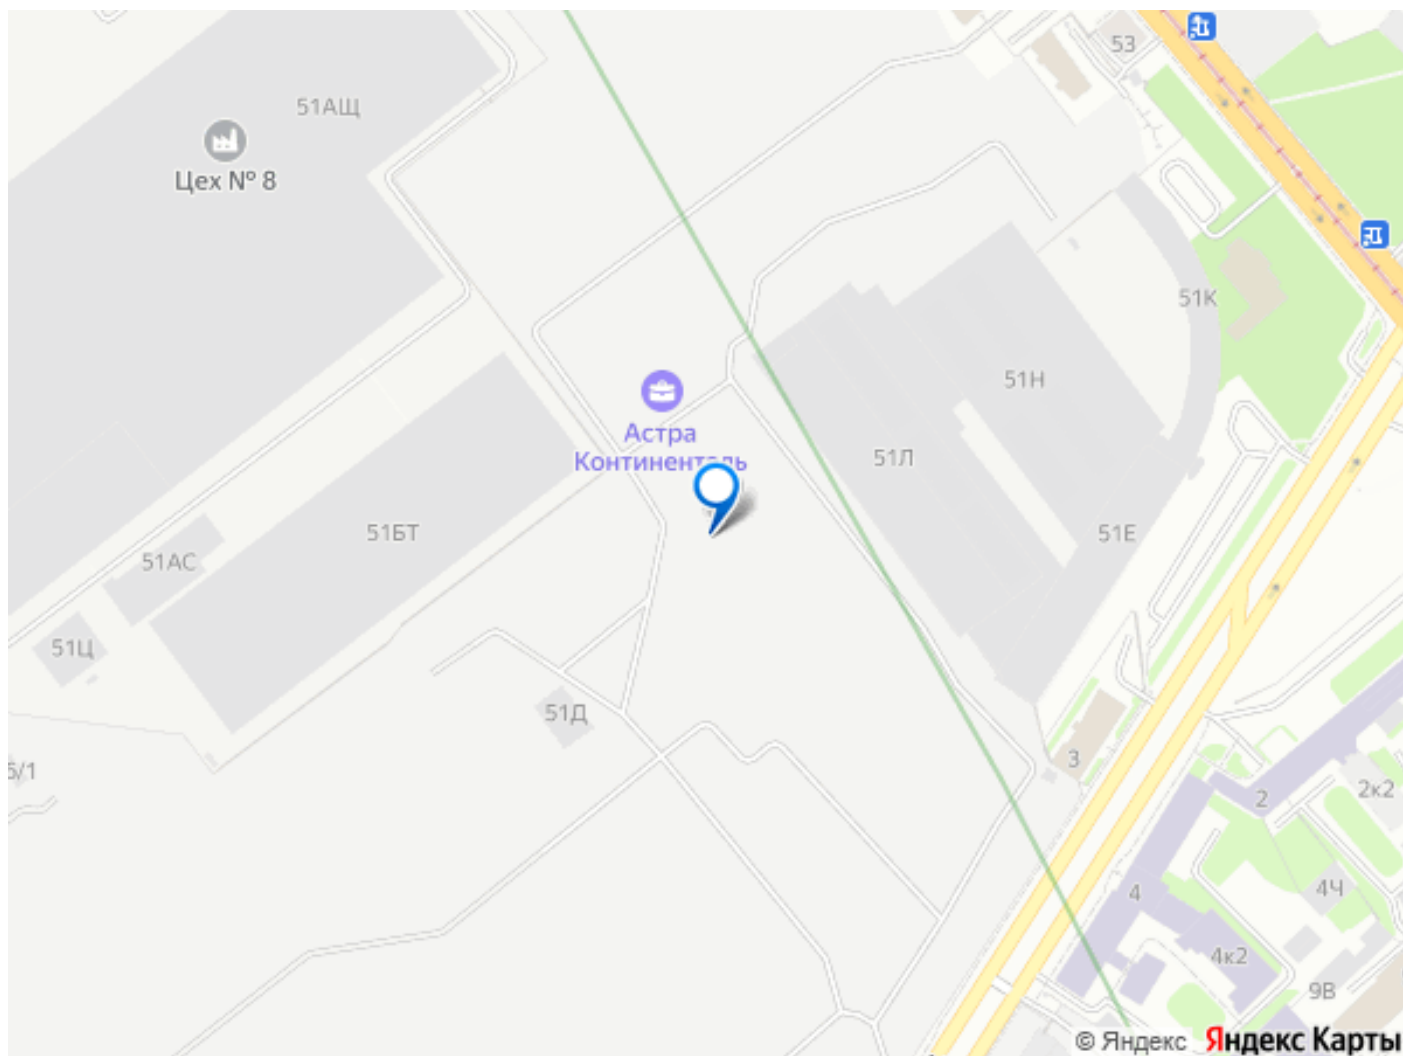 53
51АЩ
Цех № 8
51К
51Н
Астра
Континенталь
51Л
51БТ
51Е
51АС
51Ц
51Д
3
6/1
2
2к2
4
4Ч
4к2
9В
© Яндекс
Яндекс Карты